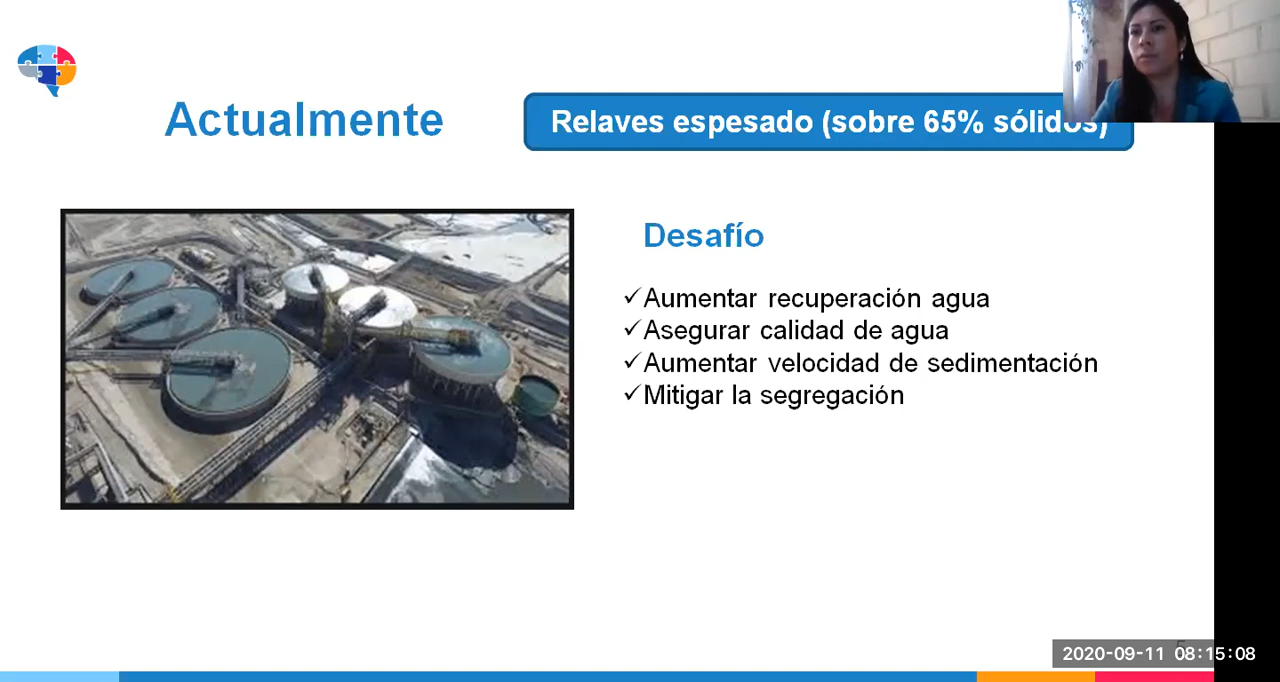 Actualmente
Relaves espesado (sobre 65% sólidos)
Desafío
✓Aumentar recuperación agua
✓Asegurar calidad de agua
✓Aumentar velocidad de sedimentación
✓Mitigar la segregación
2020-09-11 08:15:08